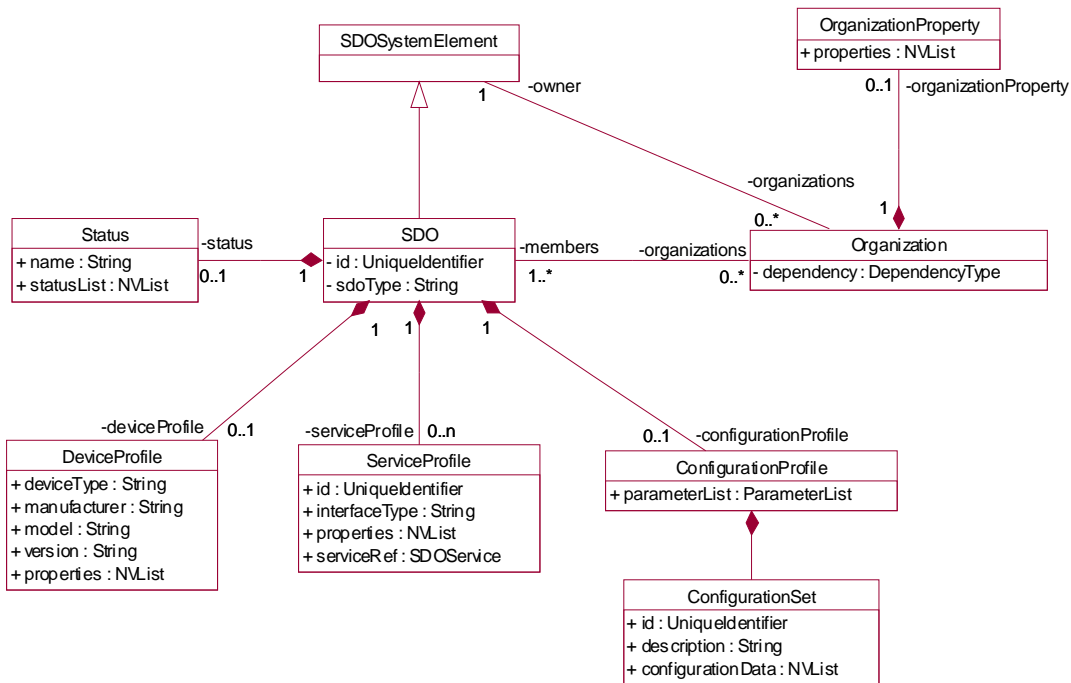 SDOSystemElement
OrganizationProperty
+ properties : NVList
1
-owner
0..1
-organizationProperty
-organizations
0..*
1
Status
+ name : String
+ statusList : NVList
-status
0..1
1
SDO
- id : UniqueIdentifier
- sdoType : String
-members
1..*
-organizations
0..*
Organization
- dependency : DependencyType
1
1
1
-deviceProfile
0..1
-serviceProfile
0..n
0..1
-configurationProfile
DeviceProfile
+ deviceType : String
+ manufacturer : String
+ model : String
+ version : String
+ properties : NVList
ServiceProfile
+ id : UniqueIdentifier
+ interfaceType : String
+ properties : NVList
+ serviceRef : SDOService
ConfigurationProfile
+ parameterList : ParameterList
ConfigurationSet
+ id : UniqueIdentifier
+ description : String
+ configurationData : NVList